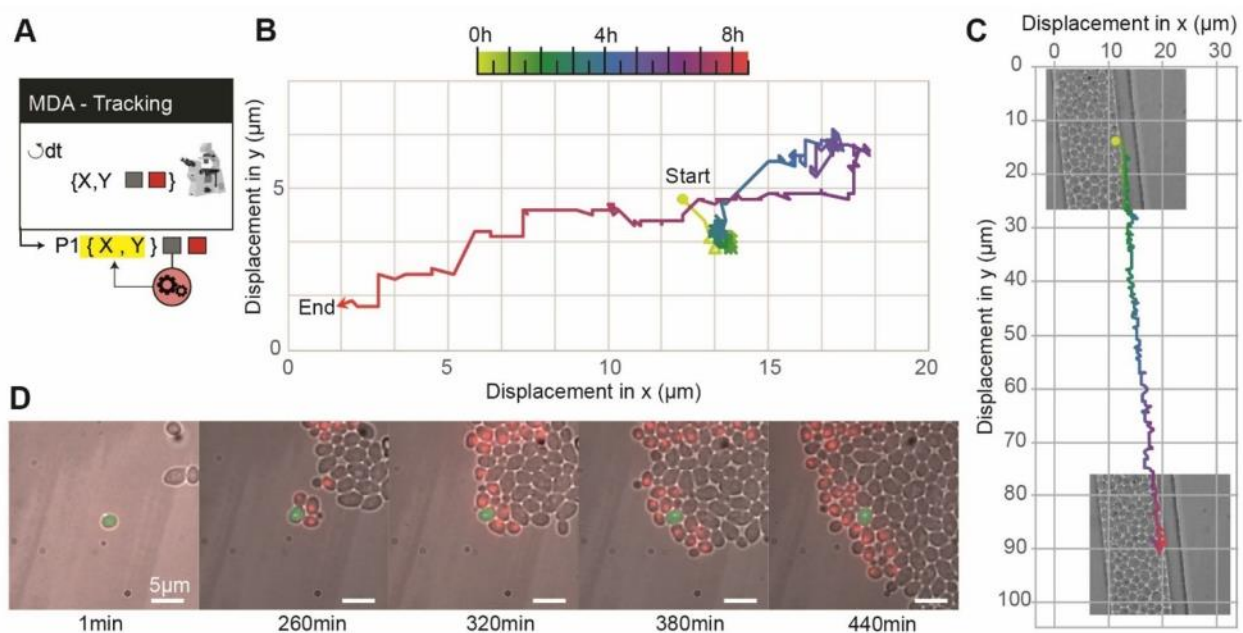 A
MDA - Tracking
dt
{X,Y }
P1 { X , Y }
B
0h 4h 8h
Displacement in y (µm)
5
0
Start
End
0 5 10 15 20
Displacement in x (µm)
C
Displacement in x (µm)
0 10 20 30
Displacement in y (µm)
0
10
20
30
40
50
60
70
80
90
100
D
5µm
1min 260min 320min 380min 440min